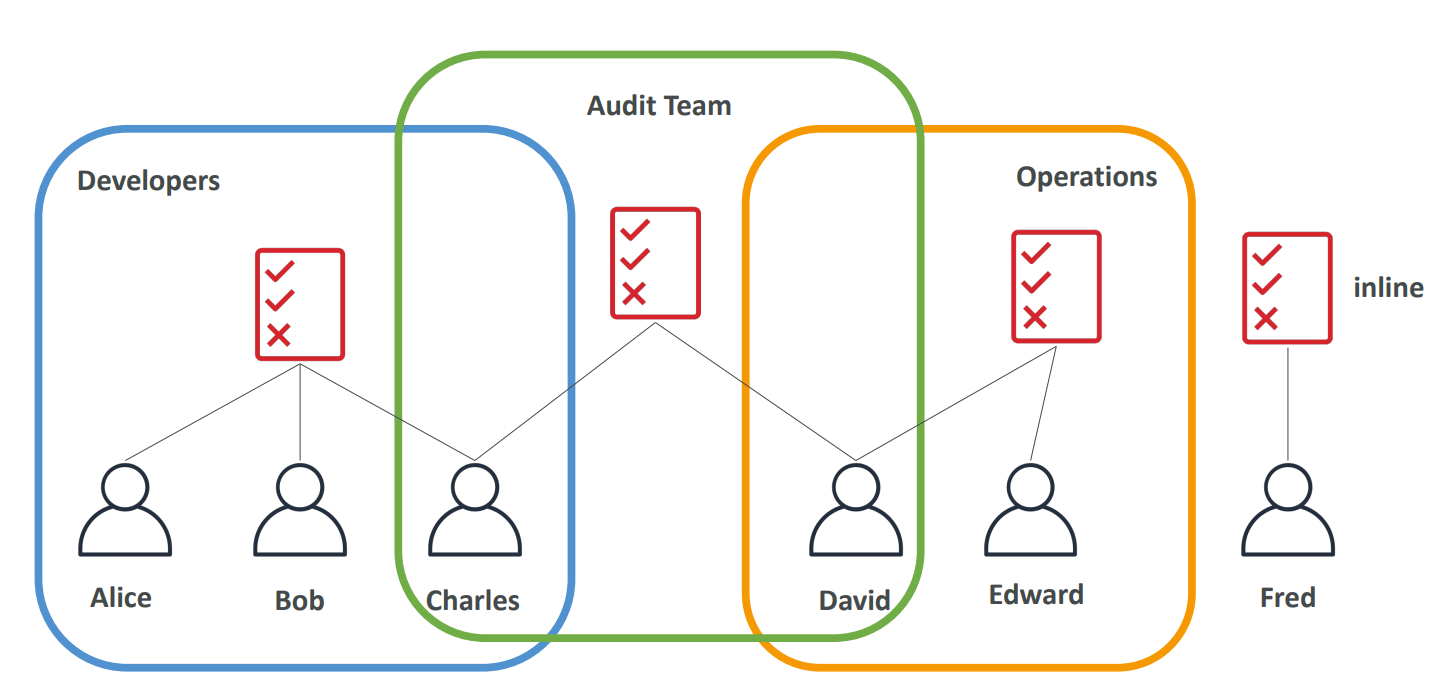 Audit Team
Developers
Operations
inline
Alice
Bob
Charles
David
Edward
Fred